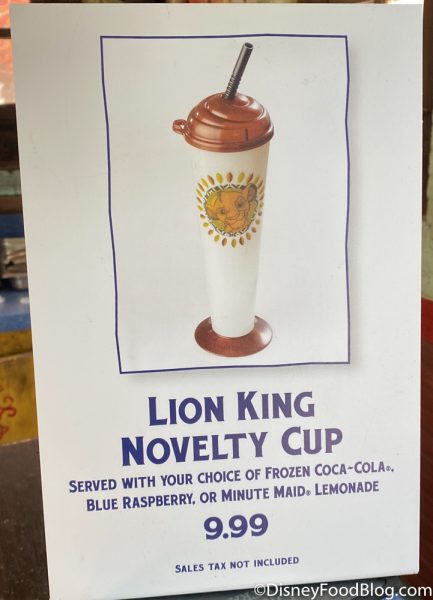 LION KING
NOVELTY CUP
SERVED WITH YOUR CHOICE OF FROZEN COCA-COLA®,
BLUE RASPBERRY, OR MINUTE MAID® LEMONADE
9.99
SALES TAX NOT INCLUDED
©DisneyFoodBlog.com